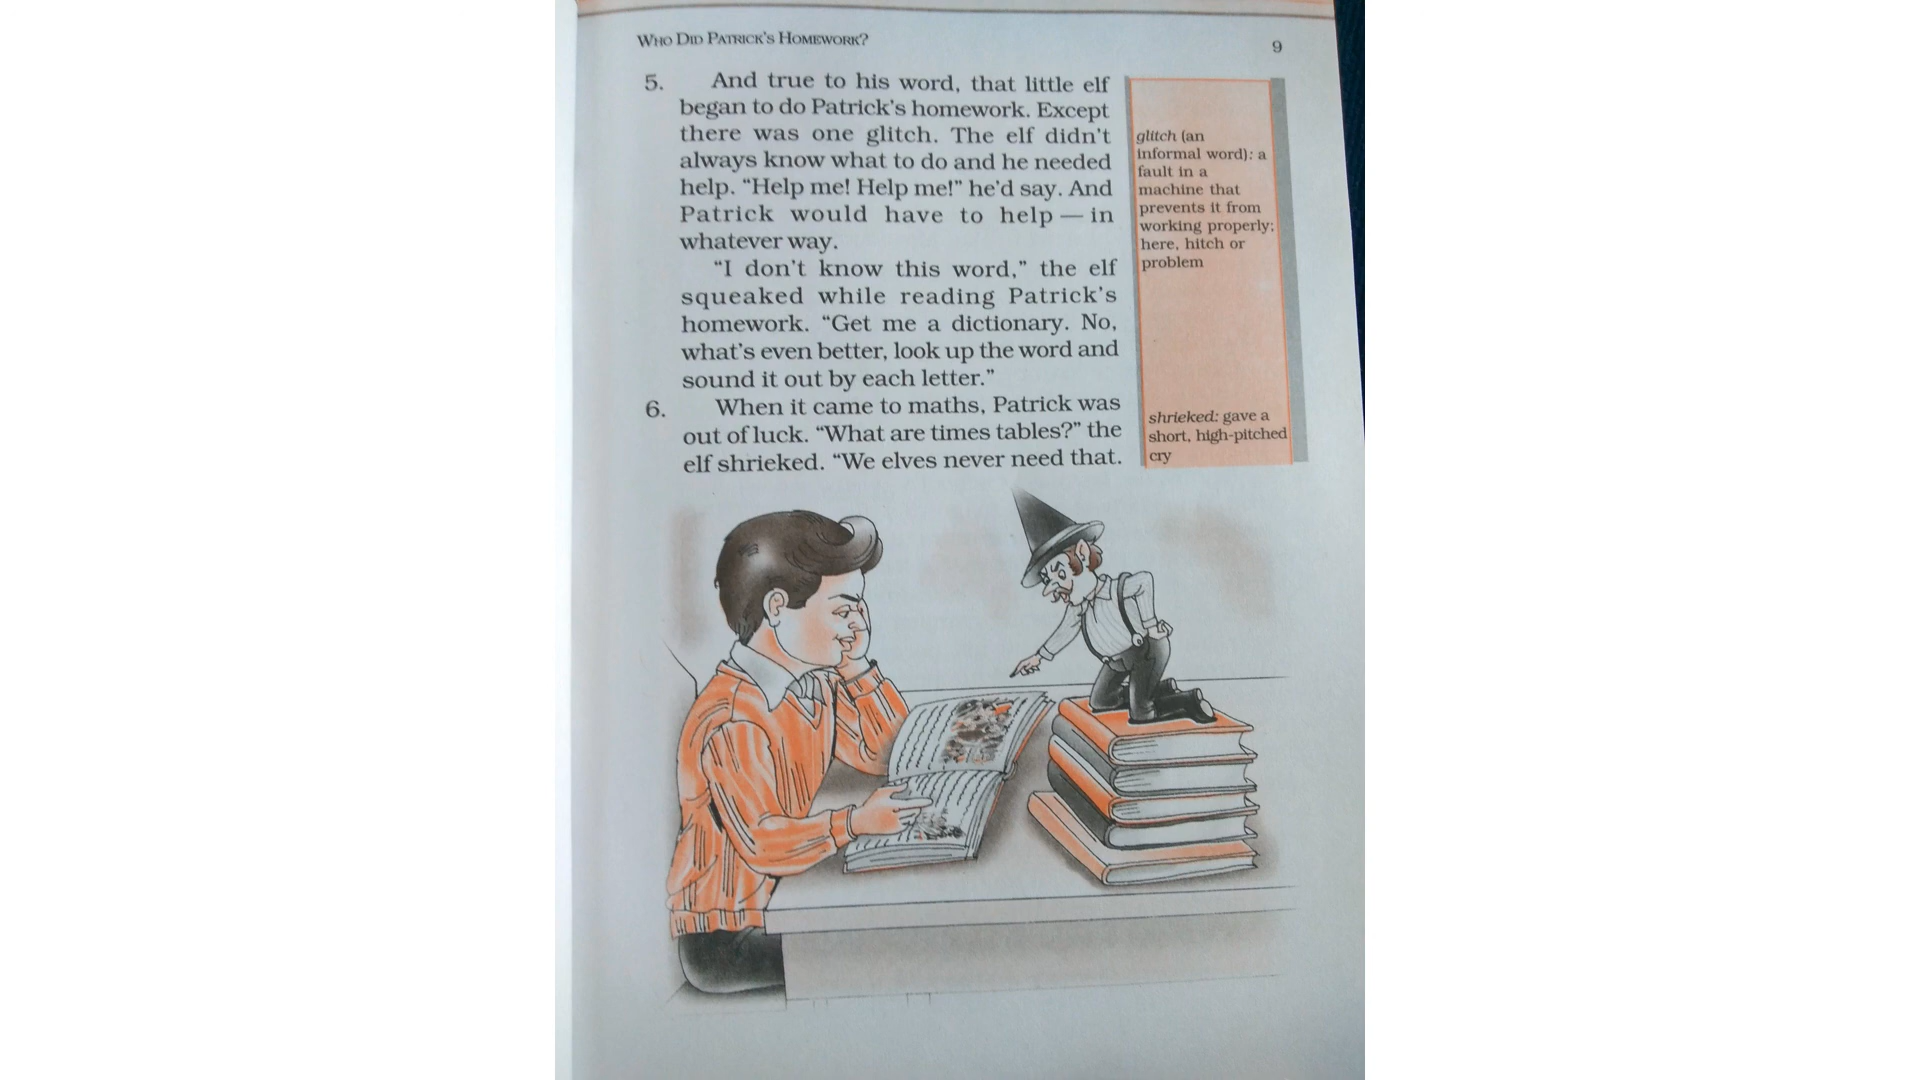 WHO DID PATRICK'S HOMEWORK?
9
5. And true to his word, that little elf
began to do Patrick's homework. Except
there was one glitch. The elf didn't
always know what to do and he needed
help. “Help me! Help me!” he'd say. And
Patrick would have to help — in
whatever way.
“I don't know this word,” the elf
squeaked while reading Patrick's
homework. “Get me a dictionary. No,
what's even better, look up the word and
sound it out by each letter.”
6. When it came to maths, Patrick was
out of luck. “What are times tables?” the
elf shrieked. “We elves never need that.
glitch (an
informal word): a
fault in a
machine that
prevents it from
working properly;
here, hitch or
problem
shrieked: gave a
short, high-pitched
cry